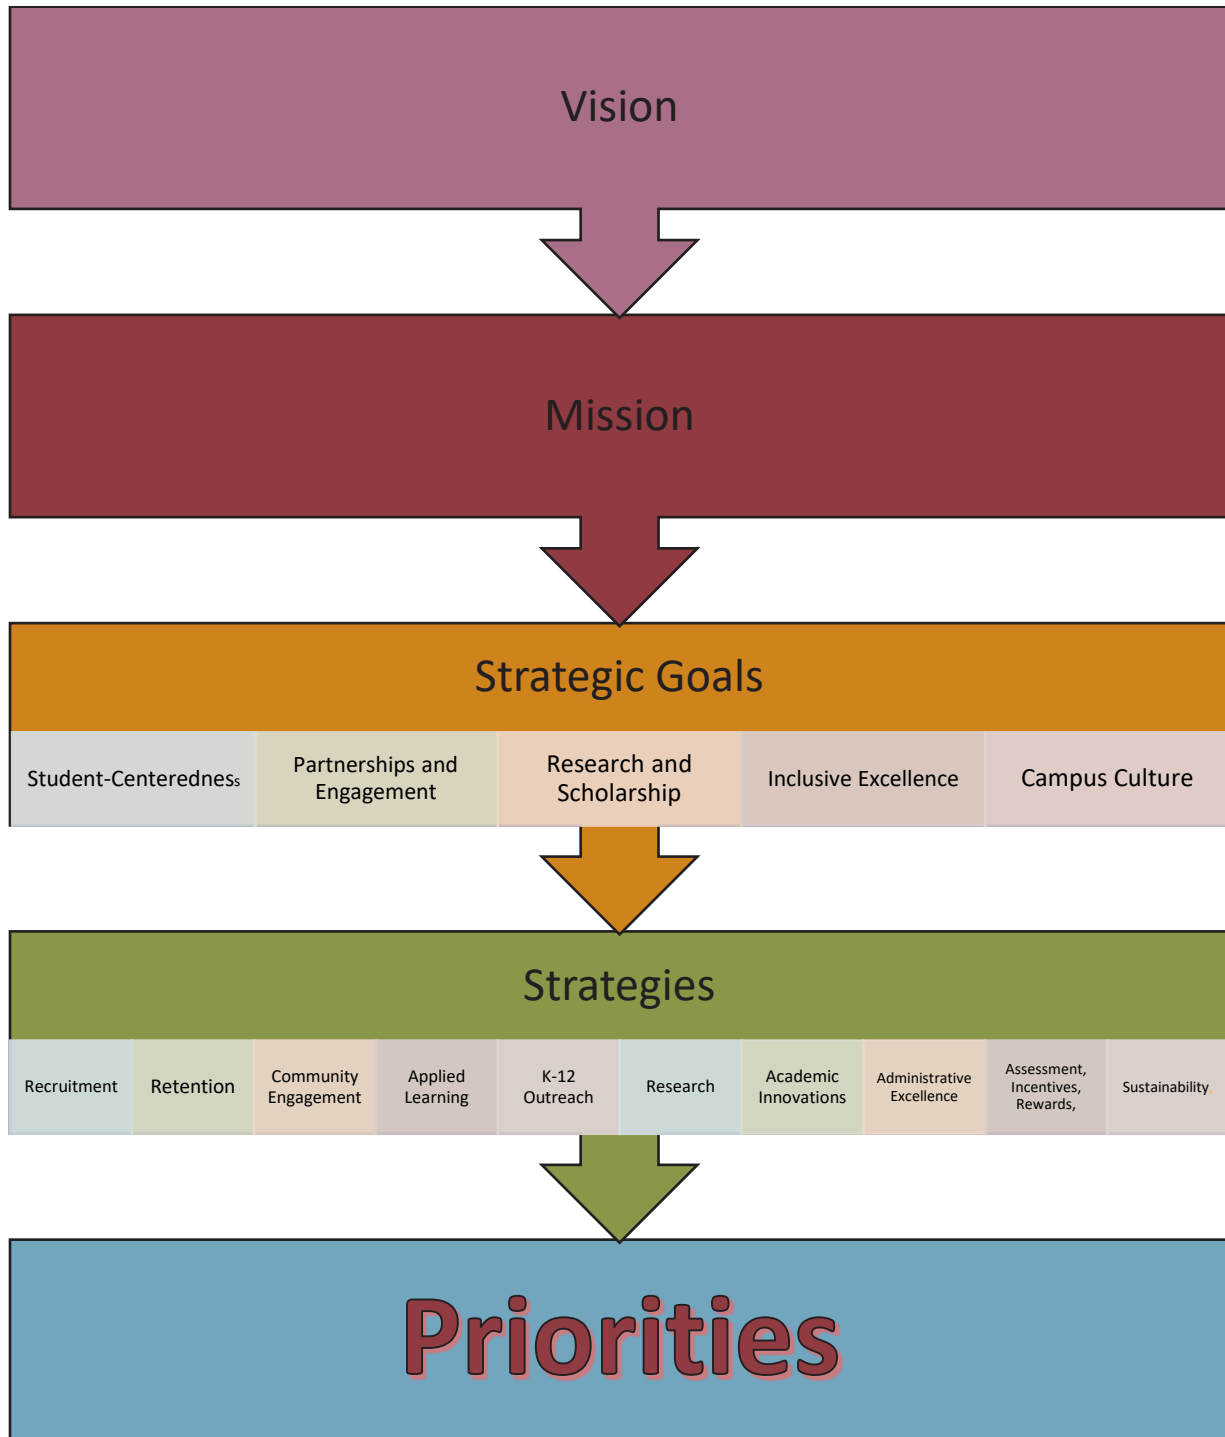 Vision
Mission
Strategic Goals
Student-Centeredness
Partnerships and
Engagement
Research and
Scholarship
Inclusive Excellence
Campus Culture
Strategies
Recruitment
Retention
Community
Engagement
Applied
Learning
K-12
Outreach
Research
Academic
Innovations
Administrative
Excellence
Assessment,
Incentives,
Rewards,
Sustainability.
Priorities